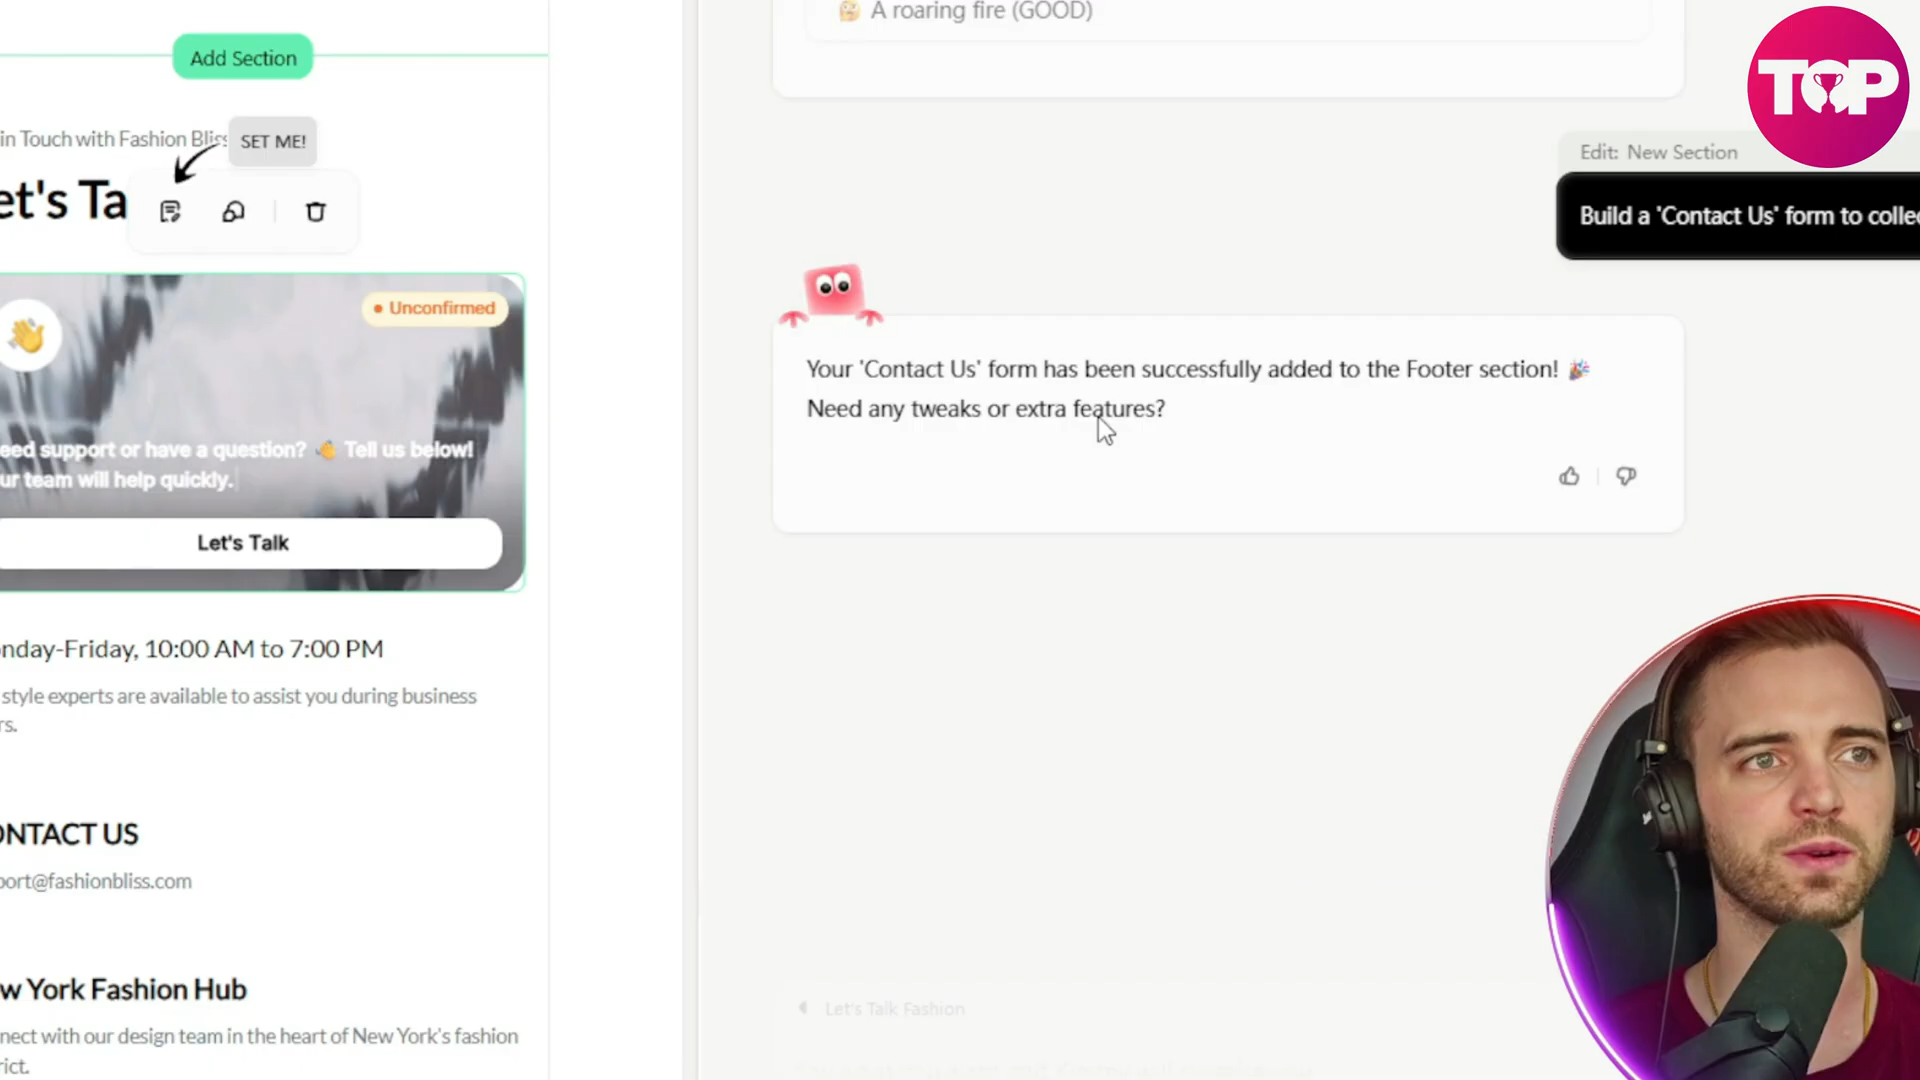 Add Section
in Touch with Fashion Bliss
SET ME!
et's Ta
Unconfirmed
eed support or have a question? 👋 Tell us below!
ur team will help quickly.
Let's Talk
nday-Friday, 10:00 AM to 7:00 PM
style experts are available to assist you during business
rs.
ONTACT US
port@fashionbliss.com
w York Fashion Hub
nnect with our design team in the heart of New York's fashion
rict.
A roaring fire (GOOD)
TOP
Edit: New Section
Build a 'Contact Us' form to collec
Your 'Contact Us' form has been successfully added to the Footer section! 🎉
Need any tweaks or extra features?
Let's Talk Fashion